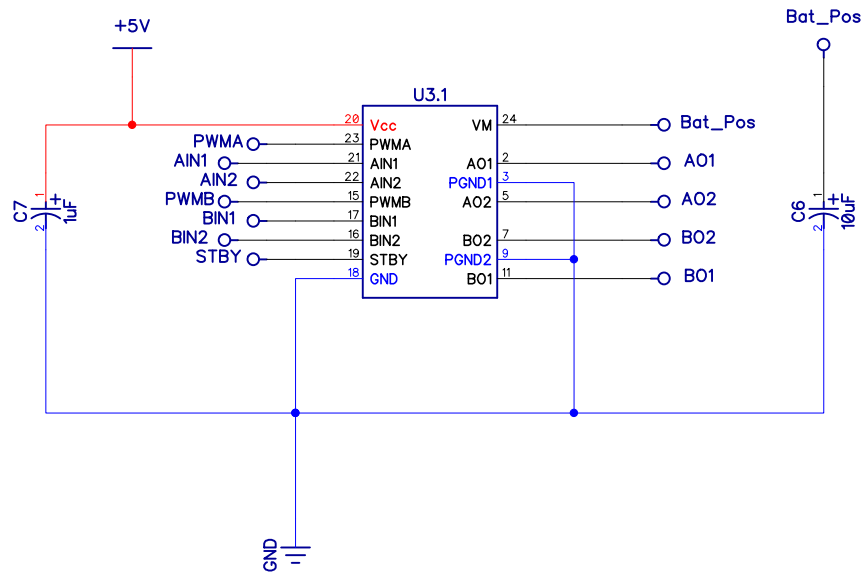 Bat_Pos
+5V
U3.1
20 Vcc VM 24 Bat_Pos
PWMA 23 PWMA
AIN1 21 AIN1 AO1 2 AO1
AIN2 22 AIN2 PGND1 3
PWMB 15 PWMB AO2 5 AO2
BIN1 17 BIN1
BIN2 16 BIN2 BO2 7 BO2
STBY 19 STBY PGND2 9
18 GND BO1 11 BO1
C7 1 + 2 1uF
C6 1 + 2 10uF
GND